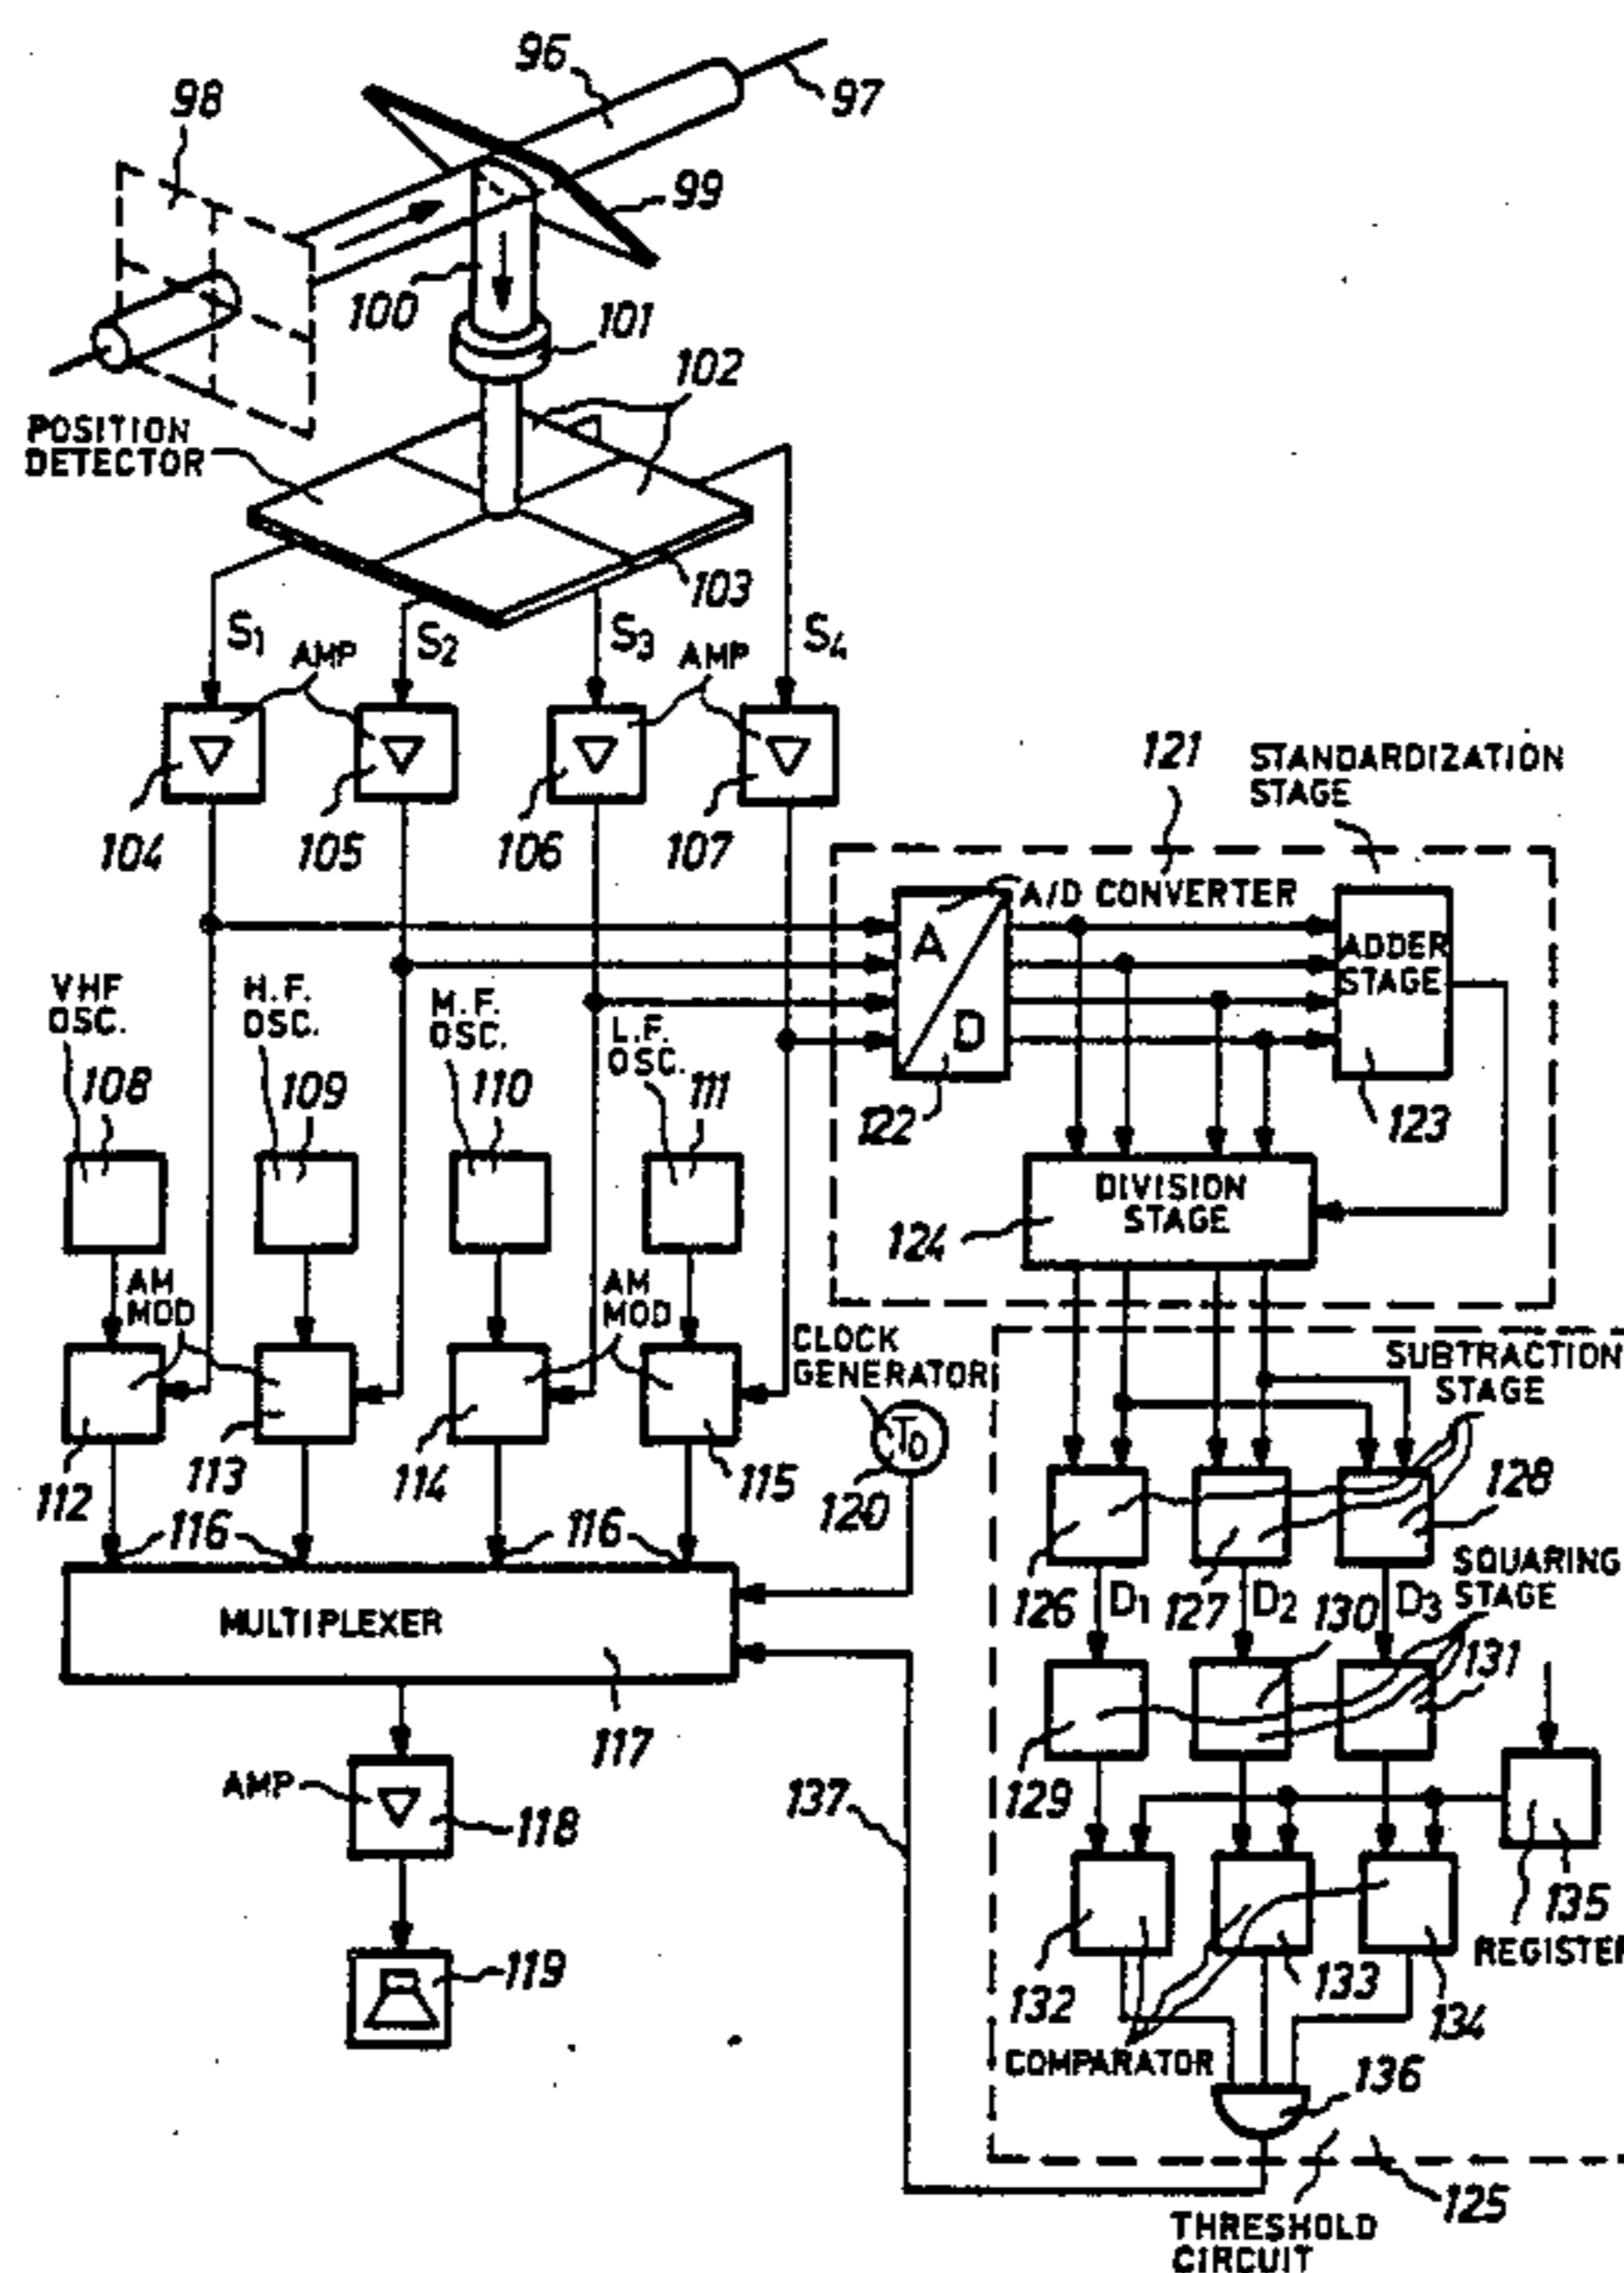 96
97
98
99
100
101
102
POSITION
DETECTOR
103
S1
AMP
S2
S3
AMP
S4
104
105
106
107
121
STANDARDIZATION
STAGE
A/D CONVERTER
A
D
ADDER
STAGE
122
123
VHF
OSC.
H.F.
OSC.
M.F.
OSC.
L.F.
OSC.
108
109
110
111
DIVISION
STAGE
124
AM
MOD
AM
MOD
CLOCK
GENERATOR
SUBTRACTION
STAGE
112
113
114
115
T0
120
128
116
116
126
D1
127
D2
130
D3
SQUARING
STAGE
131
MULTIPLEXER
117
129
137
AMP
118
135
REGISTER
119
132
133
134
COMPARATOR
136
125
THRESHOLD
CIRCUIT